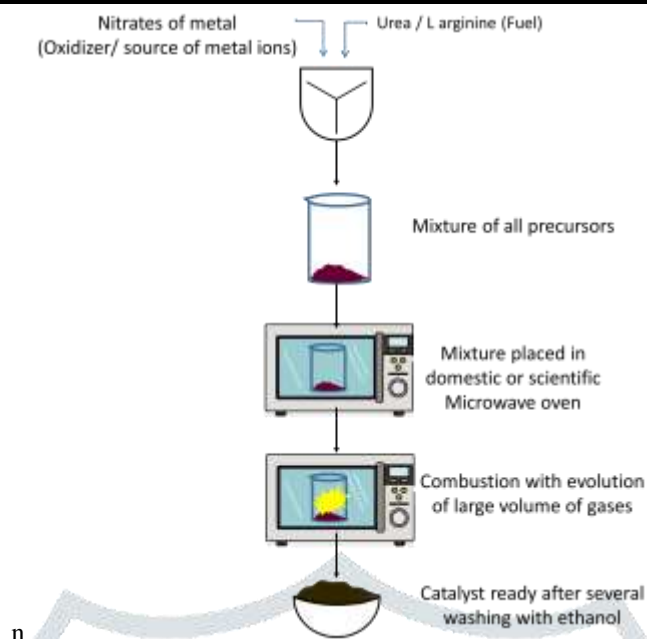 Nitrates of metal
(Oxidizer/ source of metal ions)
Urea / L arginine (Fuel)
Mixture of all precursors
Mixture placed in
domestic or scientific
Microwave oven
Combustion with evolution
of large volume of gases
Catalyst ready after several
washing with ethanol
n